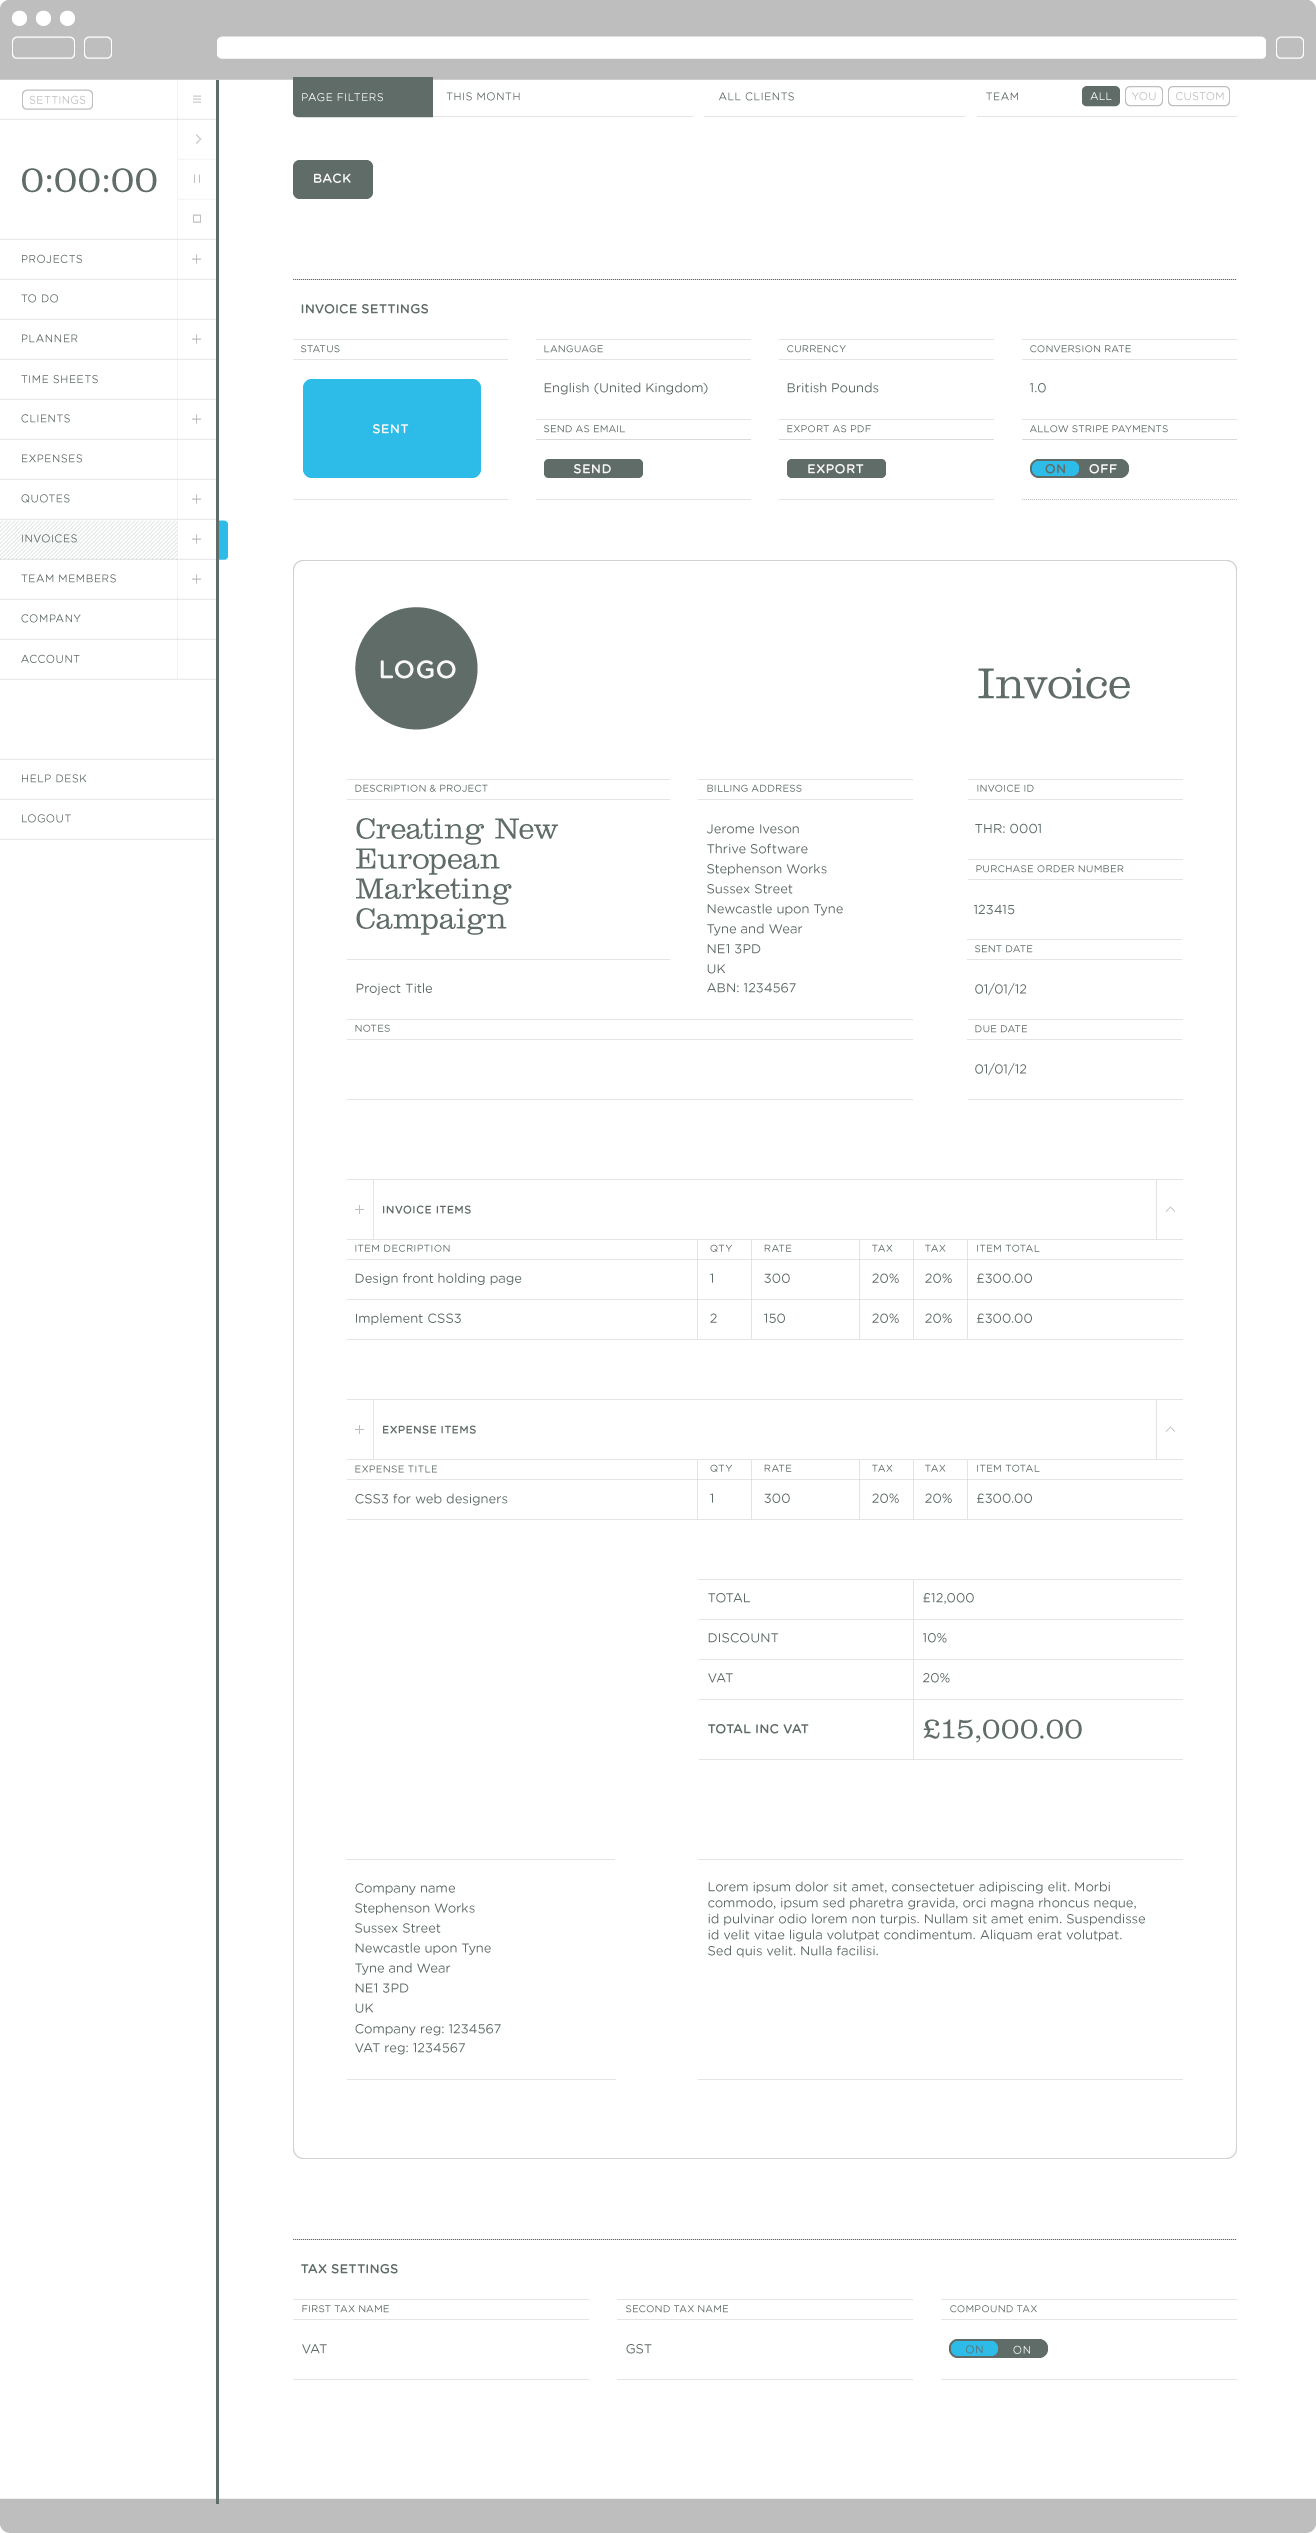 SETTINGS
0:00:00
PROJECTS
TO DO
PLANNER
TIME SHEETS
CLIENTS
EXPENSES
QUOTES
INVOICES
TEAM MEMBERS
COMPANY
ACCOUNT
HELP DESK
LOGOUT
PAGE FILTERS THIS MONTH ALL CLIENTS TEAM ALL YOU CUSTOM
BACK
INVOICE SETTINGS
STATUS LANGUAGE CURRENCY CONVERSION RATE
English (United Kingdom) British Pounds 1.0
SENT SEND AS EMAIL EXPORT AS PDF ALLOW STRIPE PAYMENTS
SEND EXPORT ON OFF
LOGO
Invoice
DESCRIPTION & PROJECT
Creating New
European
Marketing
Campaign
Project Title
NOTES
BILLING ADDRESS
Jerome Iveson
Thrive Software
Stephenson Works
Sussex Street
Newcastle upon Tyne
Tyne and Wear
NE1 3PD
UK
ABN: 1234567
INVOICE ID
THR: 0001
PURCHASE ORDER NUMBER
123415
SENT DATE
01/01/12
DUE DATE
01/01/12
INVOICE ITEMS
ITEM DECRIPTION QTY RATE TAX TAX ITEM TOTAL
Design front holding page 1 300 20% 20% £300.00
Implement CSS3 2 150 20% 20% £300.00
EXPENSE ITEMS
EXPENSE TITLE QTY RATE TAX TAX ITEM TOTAL
CSS3 for web designers 1 300 20% 20% £300.00
TOTAL £12,000
DISCOUNT 10%
VAT 20%
TOTAL INC VAT £15,000.00
Company name
Stephenson Works
Sussex Street
Newcastle upon Tyne
Tyne and Wear
NE1 3PD
UK
Company reg: 1234567
VAT reg: 1234567
Lorem ipsum dolor sit amet, consectetuer adipiscing elit. Morbi
commodo, ipsum sed pharetra gravida, orci magna rhoncus neque,
id pulvinar odio lorem non turpis. Nullam sit amet enim. Suspendisse
id velit vitae ligula volutpat condimentum. Aliquam erat volutpat.
Sed quis velit. Nulla facilisi.
TAX SETTINGS
FIRST TAX NAME SECOND TAX NAME COMPOUND TAX
VAT GST ON ON